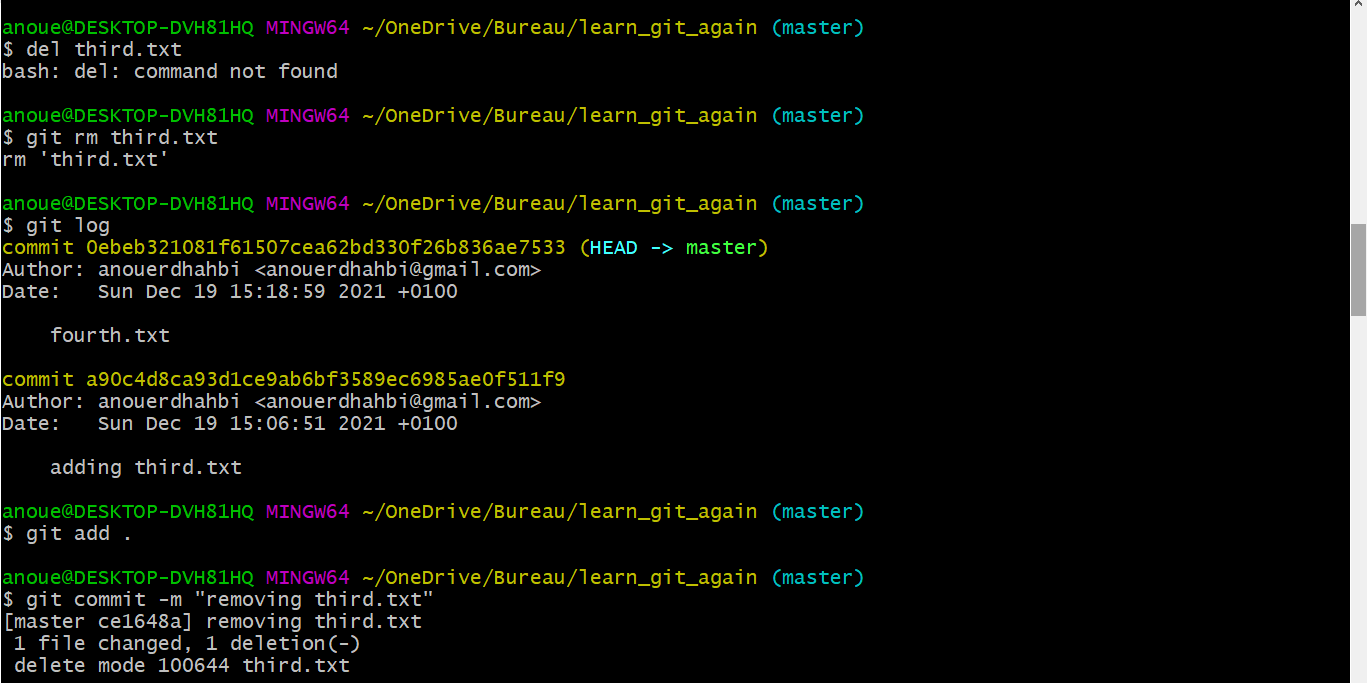 anoue@DESKTOP-DVH81HQ MINGW64 ~/OneDrive/Bureau/learn_git_again (master)
$ del third.txt
bash: del: command not found
anoue@DESKTOP-DVH81HQ MINGW64 ~/OneDrive/Bureau/learn_git_again (master)
$ git rm third.txt
rm 'third.txt'
anoue@DESKTOP-DVH81HQ MINGW64 ~/OneDrive/Bureau/learn_git_again (master)
$ git log
commit 0ebeb321081f61507cea62bd330f26b836ae7533 (HEAD -> master)
Author: anouerdhahbi <anouerdhahbi@gmail.com>
Date:   Sun Dec 19 15:18:59 2021 +0100
    fourth.txt
commit a90c4d8ca93d1ce9ab6bf3589ec6985ae0f511f9
Author: anouerdhahbi <anouerdhahbi@gmail.com>
Date:   Sun Dec 19 15:06:51 2021 +0100
    adding third.txt
anoue@DESKTOP-DVH81HQ MINGW64 ~/OneDrive/Bureau/learn_git_again (master)
$ git add .
anoue@DESKTOP-DVH81HQ MINGW64 ~/OneDrive/Bureau/learn_git_again (master)
$ git commit -m "removing third.txt"
[master ce1648a] removing third.txt
 1 file changed, 1 deletion(-)
 delete mode 100644 third.txt